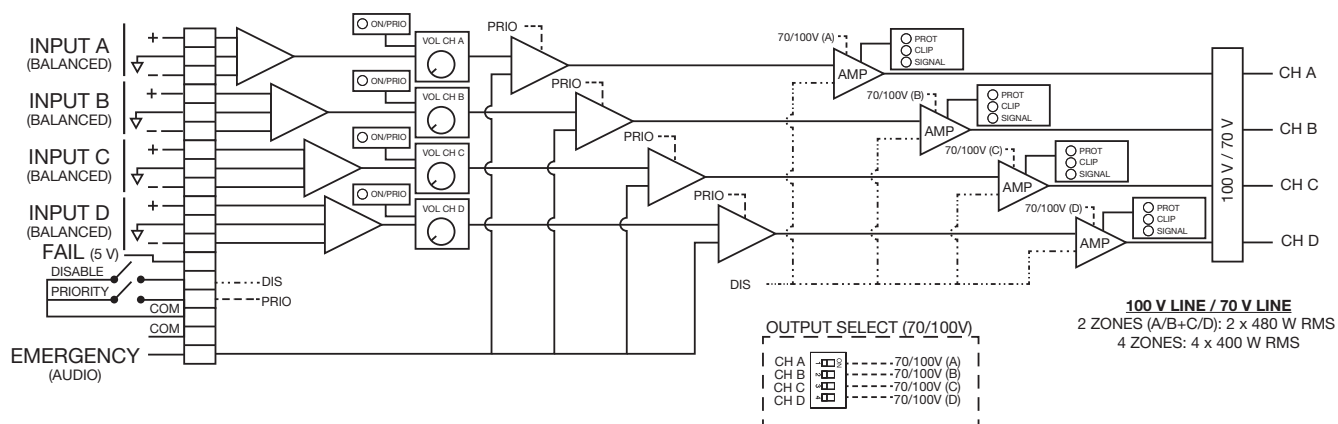 INPUT A
(BALANCED)
+
–
ON/PRIO
VOL CH A
PRIO
70/100V (A)
AMP
PROT
CLIP
SIGNAL
CH A
INPUT B
(BALANCED)
+
–
ON/PRIO
VOL CH B
PRIO
70/100V (B)
AMP
PROT
CLIP
SIGNAL
CH B
INPUT C
(BALANCED)
+
–
ON/PRIO
VOL CH C
PRIO
70/100V (C)
AMP
PROT
CLIP
SIGNAL
CH C
INPUT D
(BALANCED)
+
–
ON/PRIO
VOL CH D
PRIO
70/100V (D)
AMP
PROT
CLIP
SIGNAL
CH D
100 V / 70 V
FAIL (5 V)
DISABLE
PRIORITY
COM
COM
DIS
PRIO
DIS
EMERGENCY
(AUDIO)
OUTPUT SELECT (70/100V)
CH A 1 ON 70/100V (A)
CH B 2 70/100V (B)
CH C 3 70/100V (C)
CH D 4 70/100V (D)
100 V LINE / 70 V LINE
2 ZONES (A/B+C/D): 2 x 480 W RMS
4 ZONES: 4 x 400 W RMS